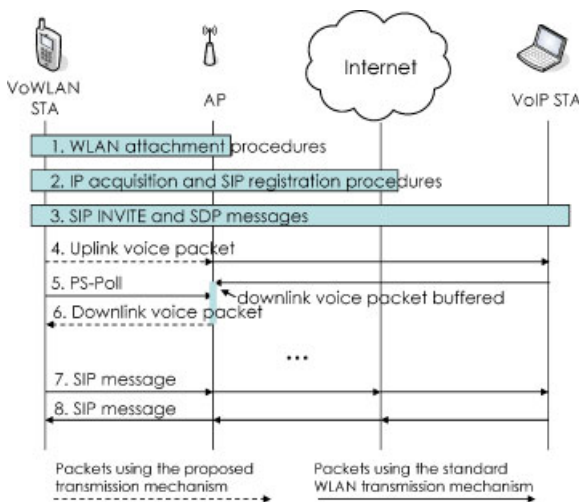 VoWLAN
STA
AP
Internet
VoIP STA
1. WLAN attachment procedures
2. IP acquisition and SIP registration procedures
3. SIP INVITE and SDP messages
4. Uplink voice packet
5. PS-Poll
downlink voice packet buffered
6. Downlink voice packet
...
7. SIP message
8. SIP message
Packets using the proposed
transmission mechanism
Packets using the standard
WLAN transmission mechanism